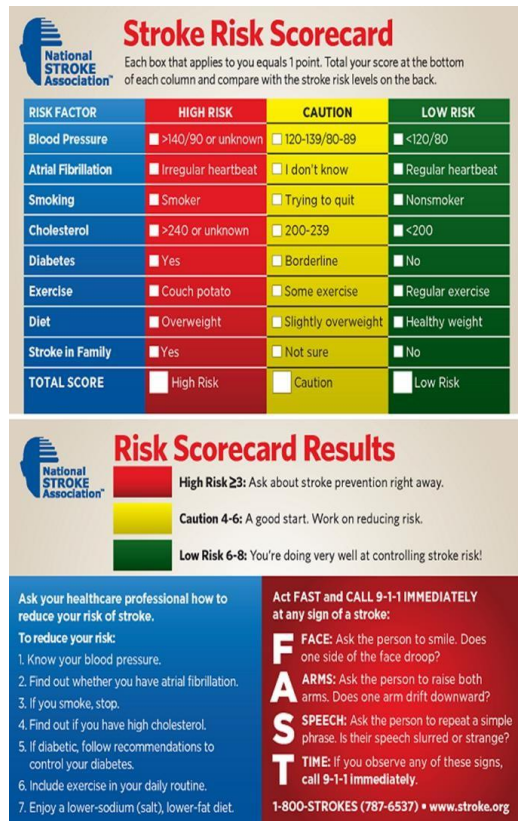 National
STROKE
Association™
Stroke Risk Scorecard
Each box that applies to you equals 1 point. Total your score at the bottom
of each column and compare with the stroke risk levels on the back.
RISK FACTOR HIGH RISK CAUTION LOW RISK
Blood Pressure >140/90 or unknown 120-139/80-89 <120/80
Atrial Fibrillation Irregular heartbeat I don't know Regular heartbeat
Smoking Smoker Trying to quit Nonsmoker
Cholesterol >240 or unknown 200-239 <200
Diabetes Yes Borderline No
Exercise Couch potato Some exercise Regular exercise
Diet Overweight Slightly overweight Healthy weight
Stroke in Family Yes Not sure No
TOTAL SCORE High Risk Caution Low Risk
National
STROKE
Association™
Risk Scorecard Results
High Risk ≥3: Ask about stroke prevention right away.
Caution 4-6: A good start. Work on reducing risk.
Low Risk 6-8: You're doing very well at controlling stroke risk!
Ask your healthcare professional how to
reduce your risk of stroke.
To reduce your risk:
1. Know your blood pressure.
2. Find out whether you have atrial fibrillation.
3. If you smoke, stop.
4. Find out if you have high cholesterol.
5. If diabetic, follow recommendations to
control your diabetes.
6. Include exercise in your daily routine.
7. Enjoy a lower-sodium (salt), lower-fat diet.
Act FAST and CALL 9-1-1 IMMEDIATELY
at any sign of a stroke:
F FACE: Ask the person to smile. Does
one side of the face droop?
A ARMS: Ask the person to raise both
arms. Does one arm drift downward?
S SPEECH: Ask the person to repeat a simple
phrase. Is their speech slurred or strange?
T TIME: If you observe any of these signs,
call 9-1-1 immediately.
1-800-STROKES (787-6537) • www.stroke.org